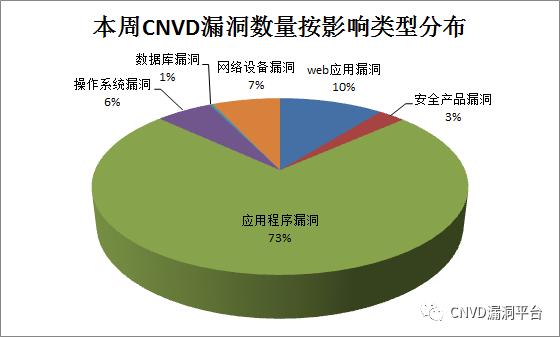 本周CNVD漏洞数量按影响类型分布
数据库漏洞
1%
网络设备漏洞
7%
web应用漏洞
10%
操作系统漏洞
6%
安全产品漏洞
3%
应用程序漏洞
73%
CNVD漏洞平台